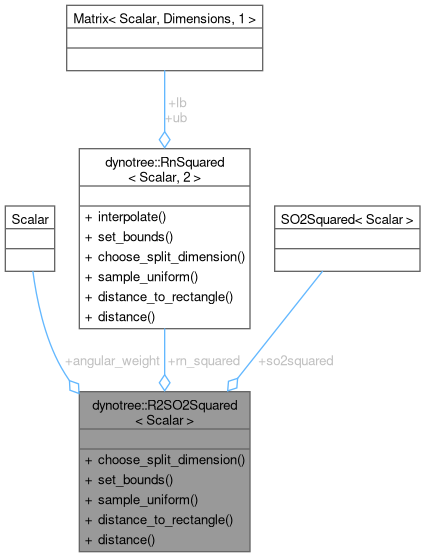 Matrix< Scalar, Dimensions, 1 >
+lb
+ub
dynotree::RnSquared
< Scalar, 2 >
+ interpolate()
+ set_bounds()
+ choose_split_dimension()
+ sample_uniform()
+ distance_to_rectangle()
+ distance()
Scalar
SO2Squared< Scalar >
+angular_weight
+rn_squared
+so2squared
dynotree::R2SO2Squared
< Scalar >
+ choose_split_dimension()
+ set_bounds()
+ sample_uniform()
+ distance_to_rectangle()
+ distance()